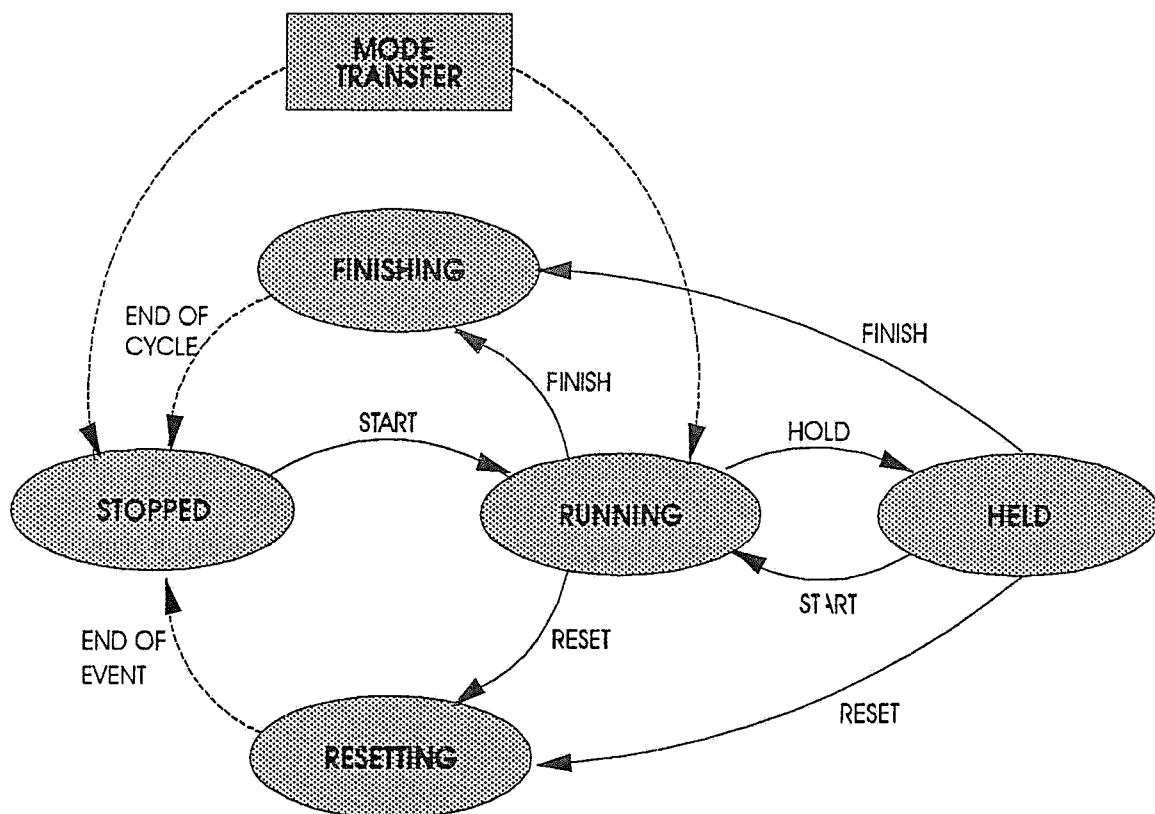 MODE
TRANSFER
FINISHING
END OF
CYCLE
FINISH
FINISH
START
HOLD
STOPPED
RUNNING
HELD
START
END OF
EVENT
RESET
RESET
RESETTING